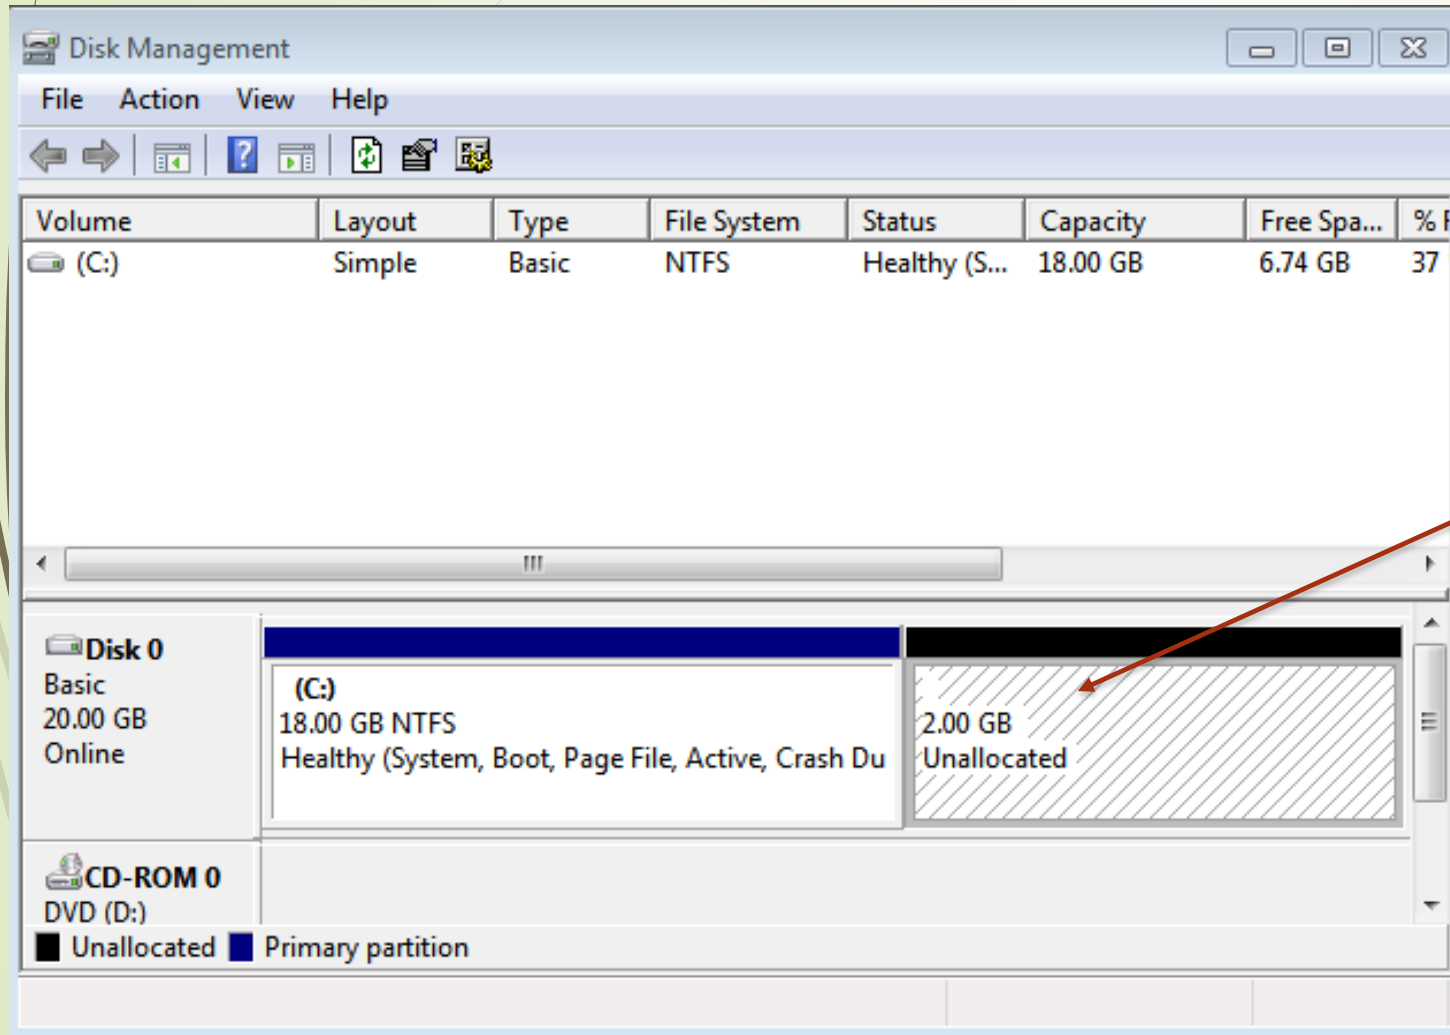 Disk Management
File Action View Help
Volume Layout Type File System Status Capacity Free Spa... % F
(C:) Simple Basic NTFS Healthy (S... 18.00 GB 6.74 GB 37
Disk 0
Basic
20.00 GB
Online
(C:)
18.00 GB NTFS
Healthy (System, Boot, Page File, Active, Crash Du
2.00 GB
Unallocated
CD-ROM 0
DVD (D:)
Unallocated Primary partition